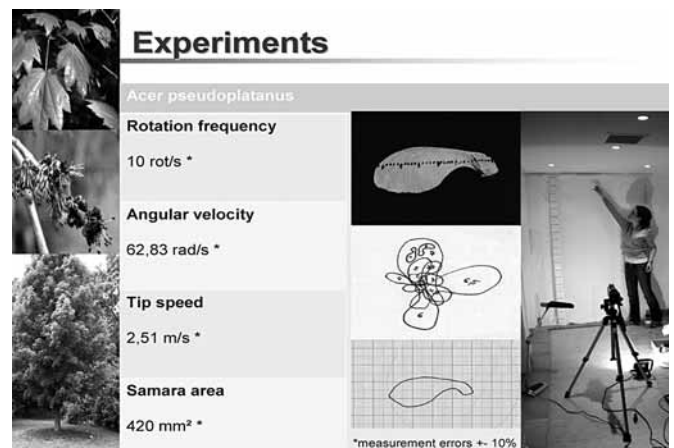 Experiments
Acer pseudoplatanus
Rotation frequency
10 rot/s *
Angular velocity
62,83 rad/s *
Tip speed
2,51 m/s *
Samara area
420 mm² *
*measurement errors +- 10%